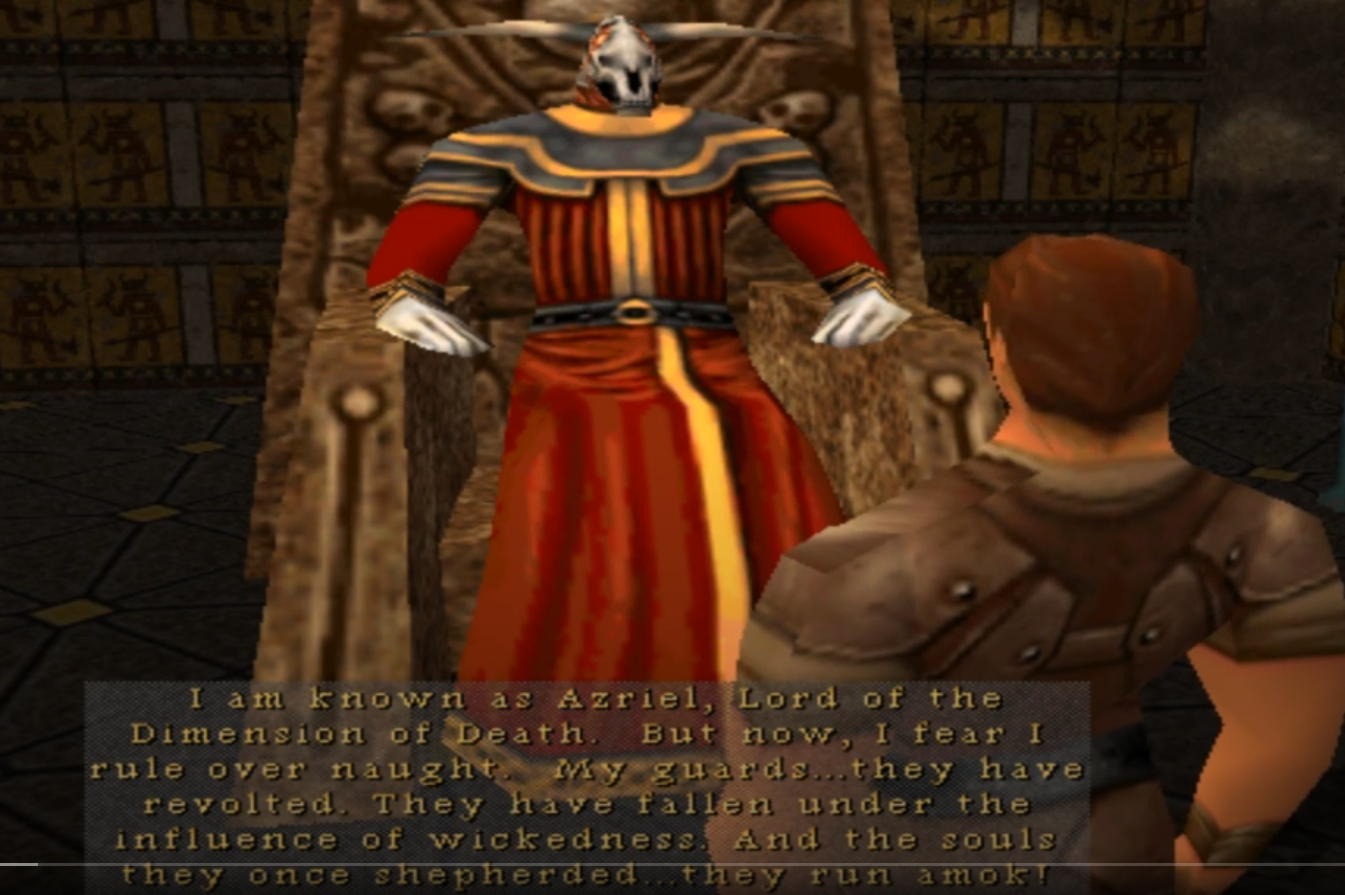 I am known as Azriel, Lord of the
Dimension of Death. But now, I fear I
rule over naught. My guards...they have
revolted. They have fallen under the
influence of wickedness. And the souls
they once shepherded...they run amok!